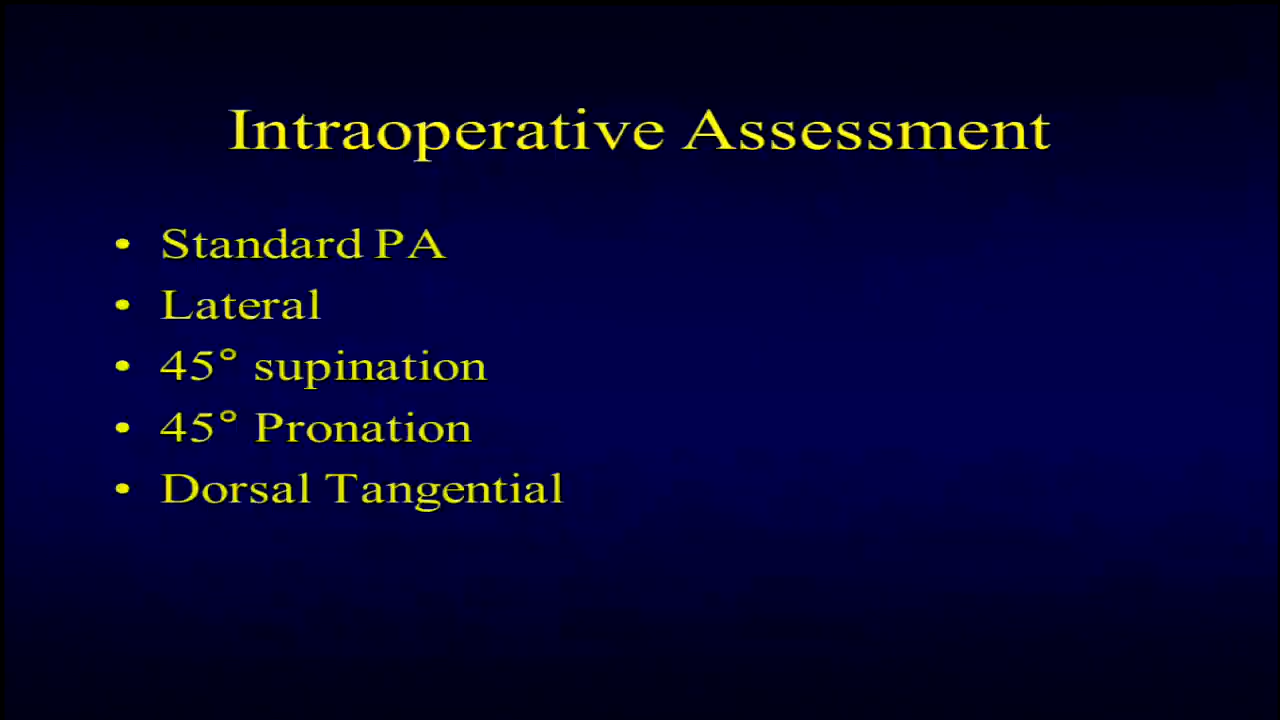 Intraoperative Assessment
• Standard PA
• Lateral
• 45° supination
• 45° Pronation
• Dorsal Tangential